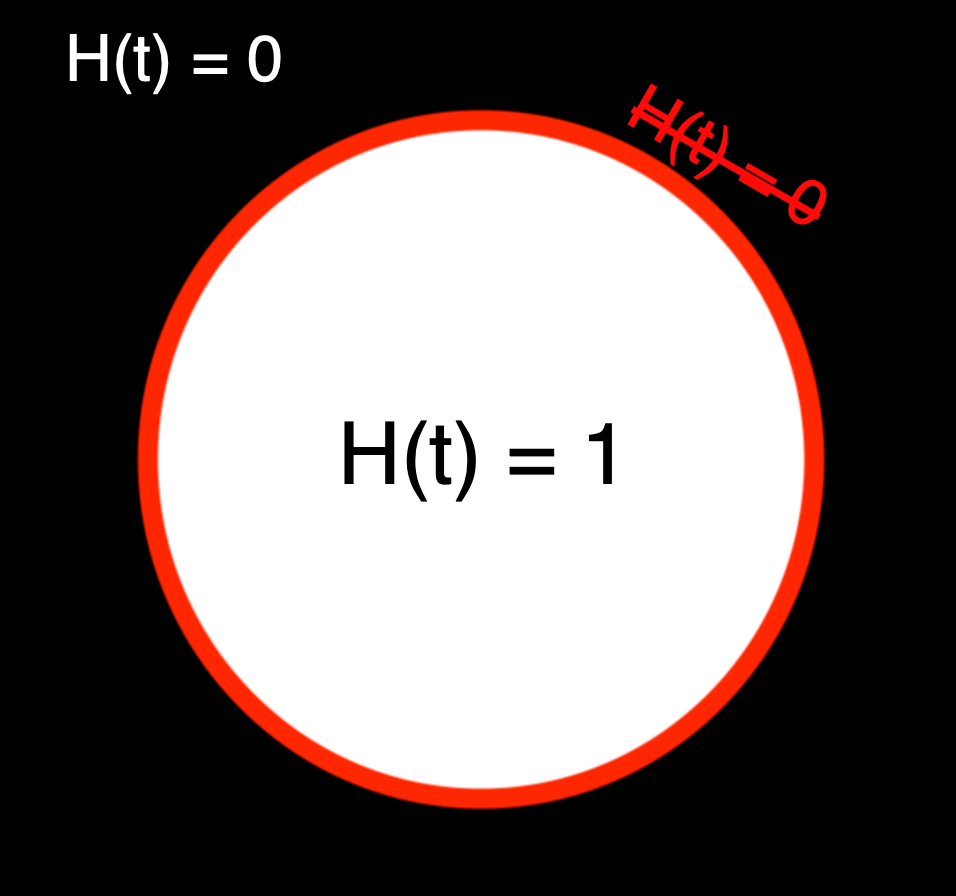 H(t) = 0
H(t) = 0
H(t) = 1